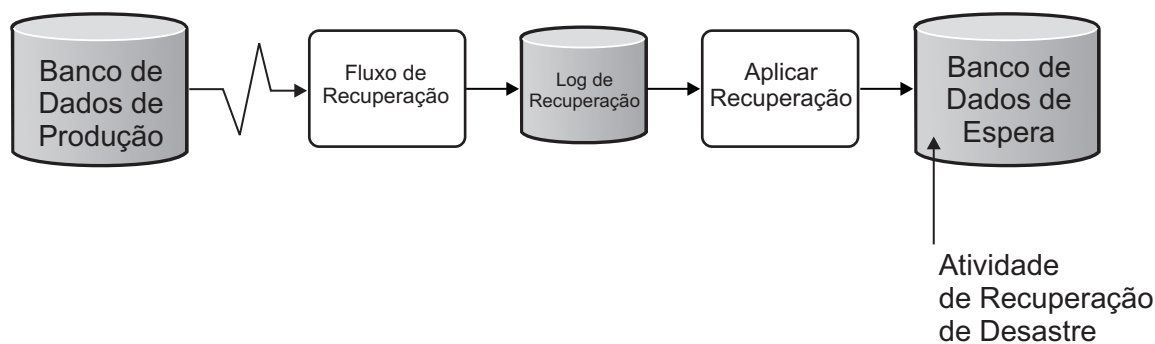 Banco de
Dados de
Produção
Fluxo de
Recuperação
Log de
Recuperação
Aplicar
Recuperação
Banco de
Dados de
Espera
Atividade
de Recuperação
de Desastre